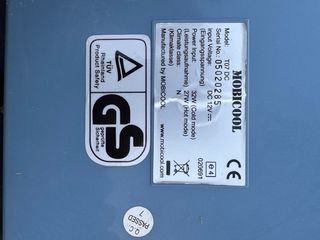 MOBICOOL
Model: T07 DC
Serial No. 05020285
Input Voltage: DC 12V
(Eingangsspannung)
Power Input: 32W (Cold mode)
(Leistungsaufnahme) 27W (Hot mode)
Climate class: N
(Klimaklasse)
Manufactured by MOBICOOL
CE
e4
020691
www.mobicool.com
TÜV
Rheinland
Product Safety
GS
geprüfte
Sicherheit
Q.C.
PASSED
7